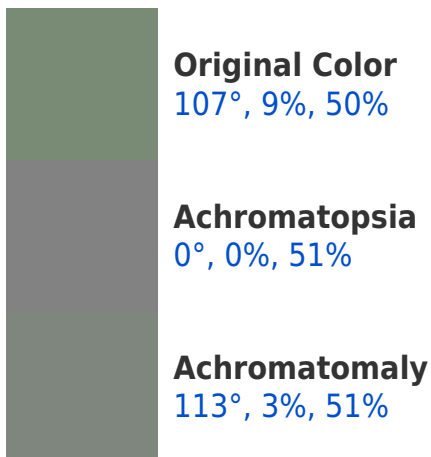 Original Color
107°, 9%, 50%
Achromatopsia
0°, 0%, 51%
Achromatomaly
113°, 3%, 51%